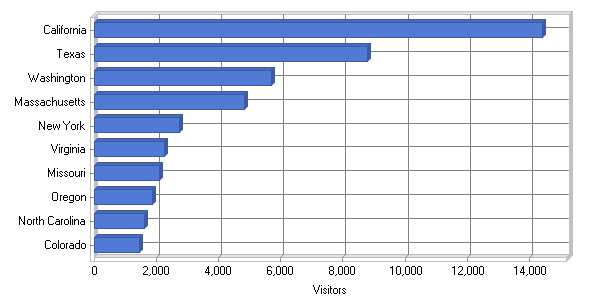 California
Texas
Washington
Massachusetts
New York
Virginia
Missouri
Oregon
North Carolina
Colorado
0 2,000 4,000 6,000 8,000 10,000 12,000 14,000
Visitors